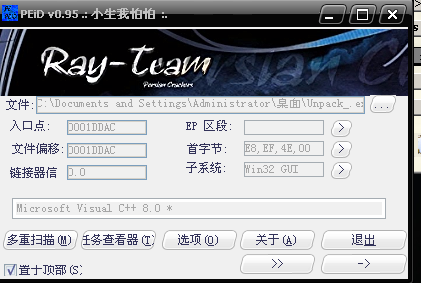 PEiD v0.95 .: 小生我怕怕 :.
Ray-Team
Persian Crackers
文件: C:\Documents and Settings\Administrator\桌面\Unpack_.ex ...
入口点: 0001DDAC EP 区段: >
文件偏移: 0001DDAC 首字节: E8,EF,4E,00 >
链接器信 0.0 子系统: Win32 GUI >
Microsoft Visual C++ 8.0 *
多重扫描(M) 任务查看器(T) 选项(O) 关于(A) 退出
置于顶部(S) >> ->